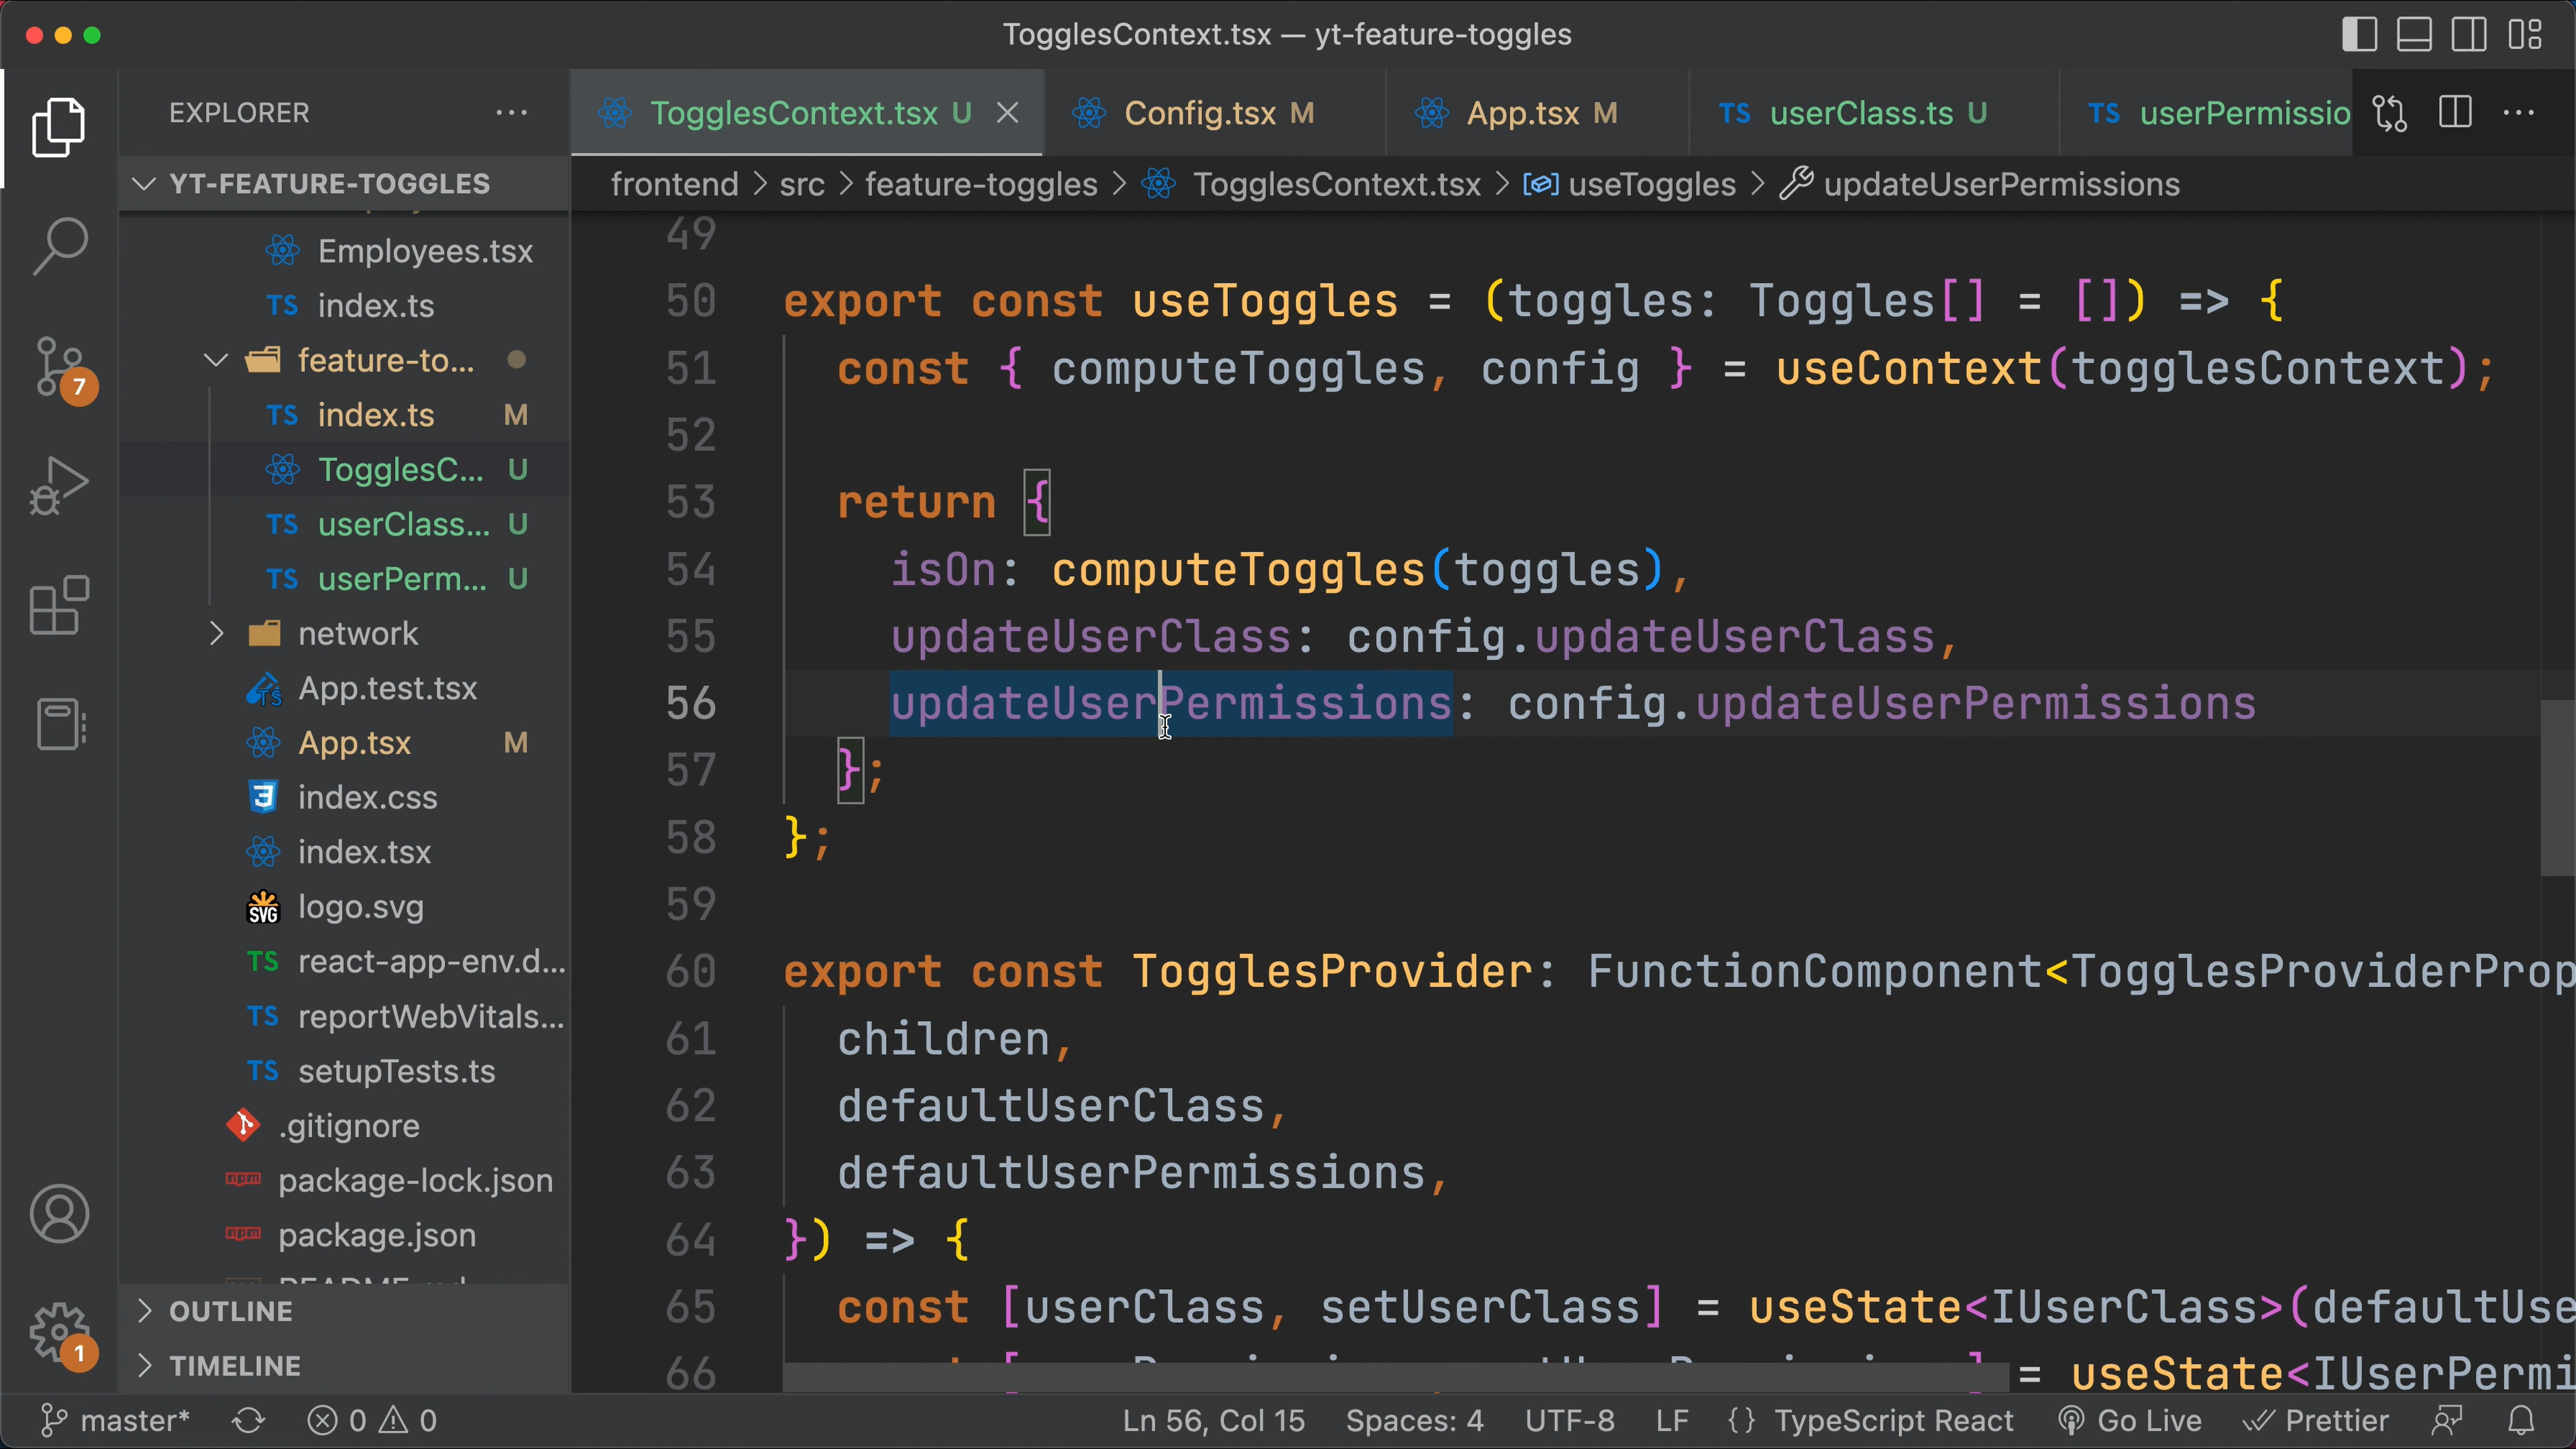 TogglesContext.tsx — yt-feature-toggles
EXPLORER
TogglesContext.tsx U
Config.tsx M
App.tsx M
TS userClass.ts U
TS userPermissio
YT-FEATURE-TOGGLES
frontend > src > feature-toggles > TogglesContext.tsx > useToggles > updateUserPermissions
Employees.tsx
TS index.ts
feature-to...
TS index.ts M
TogglesC... U
TS userClass... U
TS userPerm... U
network
App.test.tsx
App.tsx M
index.css
index.tsx
SVG logo.svg
TS react-app-env.d...
TS reportWebVitals...
TS setupTests.ts
.gitignore
package-lock.json
package.json
OUTLINE
TIMELINE
7
1
49
50 export const useToggles = (toggles: Toggles[] = []) => {
51 const { computeToggles, config } = useContext(togglesContext);
52
53 return {
54 isOn: computeToggles(toggles),
55 updateUserClass: config.updateUserClass,
56 updateUserPermissions: config.updateUserPermissions
57 };
58 };
59
60 export const TogglesProvider: FunctionComponent<TogglesProviderProp
61 children,
62 defaultUserClass,
63 defaultUserPermissions,
64 }) => {
65 const [userClass, setUserClass] = useState<IUserClass>(defaultUse
66 = useState<IUserPermi
master* 0 0 Ln 56, Col 15 Spaces: 4 UTF-8 LF {} TypeScript React Go Live Prettier